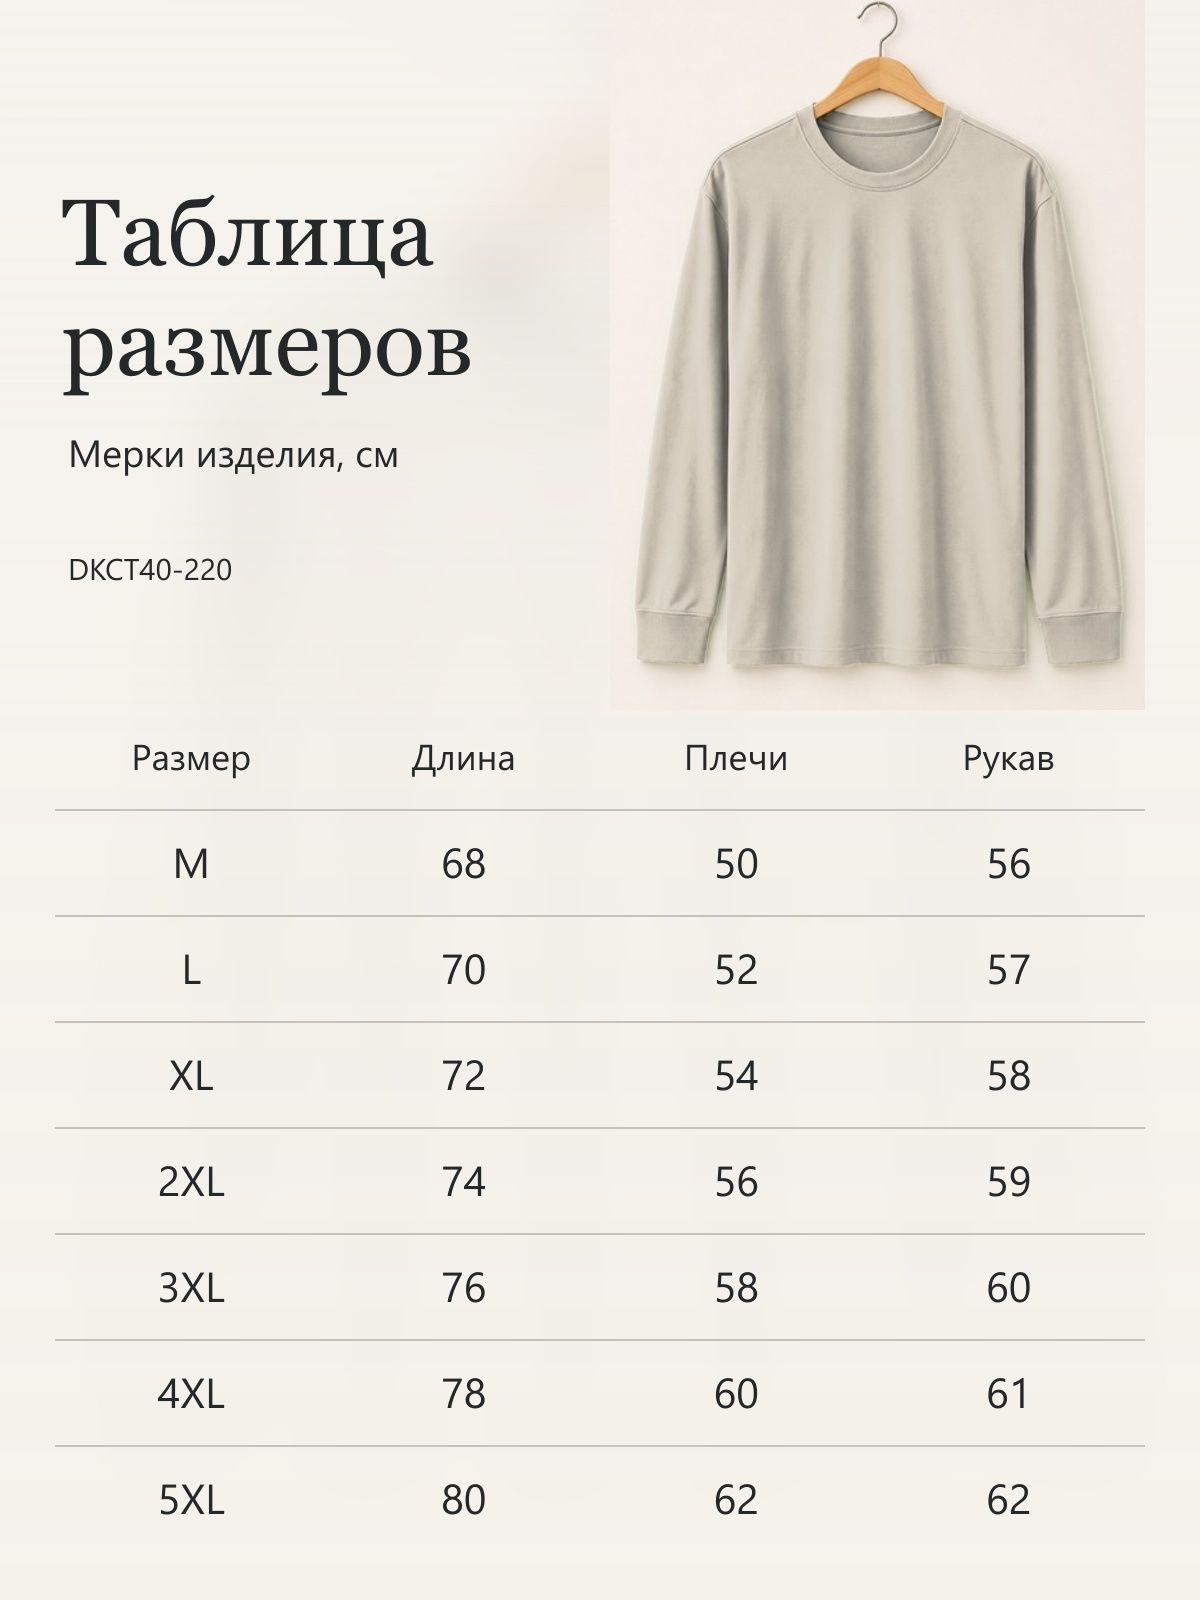 Таблица
размеров
Мерки изделия, см
DKCT40-220
Размер Длина Плечи Рукав
M 68 50 56
L 70 52 57
XL 72 54 58
2XL 74 56 59
3XL 76 58 60
4XL 78 60 61
5XL 80 62 62